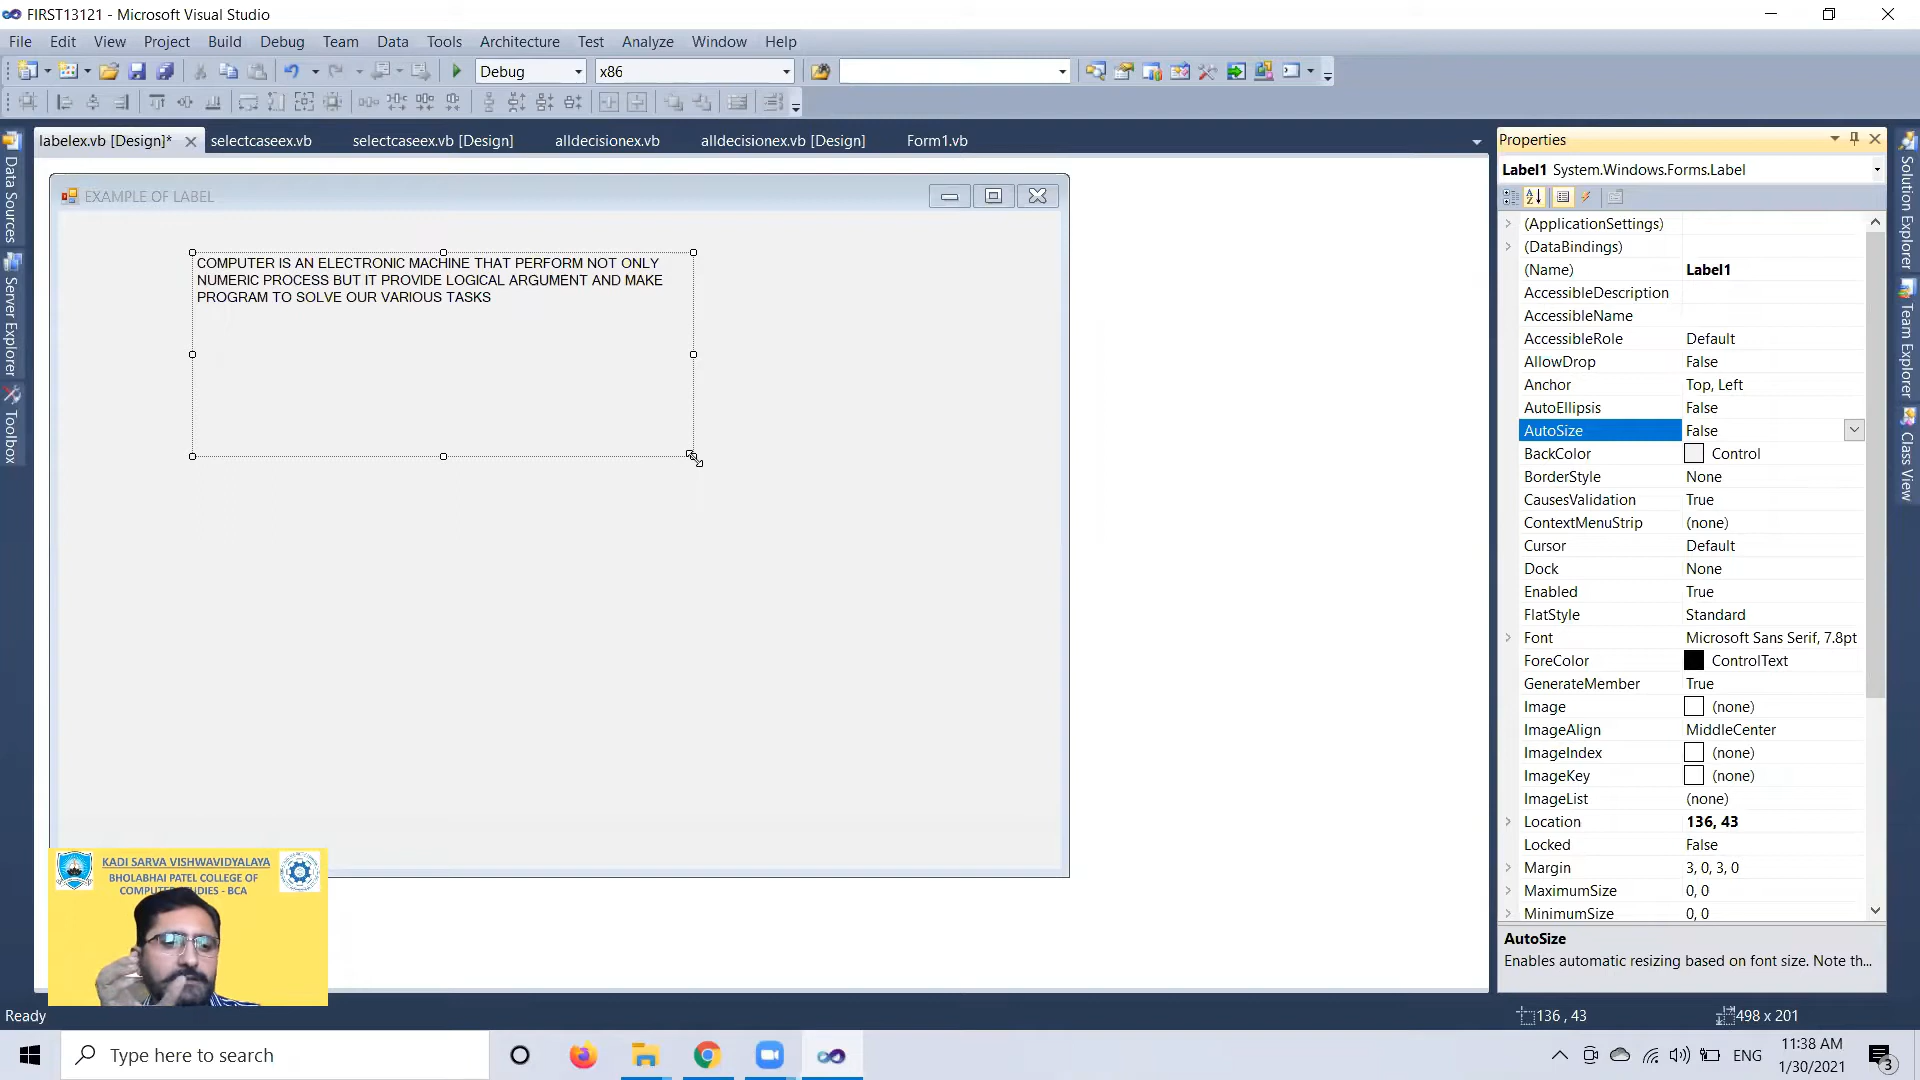 FIRST13121 - Microsoft Visual Studio
File Edit View Project Build Debug Team Data Tools Architecture Test Analyze Window Help
Debug x86
labelex.vb [Design]* selectcaseex.vb selectcaseex.vb [Design] alldecisionex.vb alldecisionex.vb [Design] Form1.vb
Data Sources
Server Explorer
Toolbox
EXAMPLE OF LABEL
COMPUTER IS AN ELECTRONIC MACHINE THAT PERFORM NOT ONLY
NUMERIC PROCESS BUT IT PROVIDE LOGICAL ARGUMENT AND MAKE
PROGRAM TO SOLVE OUR VARIOUS TASKS
KADI SARVA VISHWAVIDYALAYA
BHOLABHAI PATEL COLLEGE OF
COMPUTER STUDIES - BCA
Properties
Label1 System.Windows.Forms.Label
(ApplicationSettings)
(DataBindings)
(Name) Label1
AccessibleDescription
AccessibleName
AccessibleRole Default
AllowDrop False
Anchor Top, Left
AutoEllipsis False
AutoSize False
BackColor Control
BorderStyle None
CausesValidation True
ContextMenuStrip (none)
Cursor Default
Dock None
Enabled True
FlatStyle Standard
Font Microsoft Sans Serif, 7.8pt
ForeColor ControlText
GenerateMember True
Image (none)
ImageAlign MiddleCenter
ImageIndex (none)
ImageKey (none)
ImageList (none)
Location 136, 43
Locked False
Margin 3, 0, 3, 0
MaximumSize 0, 0
MinimumSize 0, 0
AutoSize
Enables automatic resizing based on font size. Note th...
Solution Explorer
Team Explorer
Class View
Ready 136 , 43 498 x 201
Type here to search
ENG
11:38 AM
1/30/2021
3